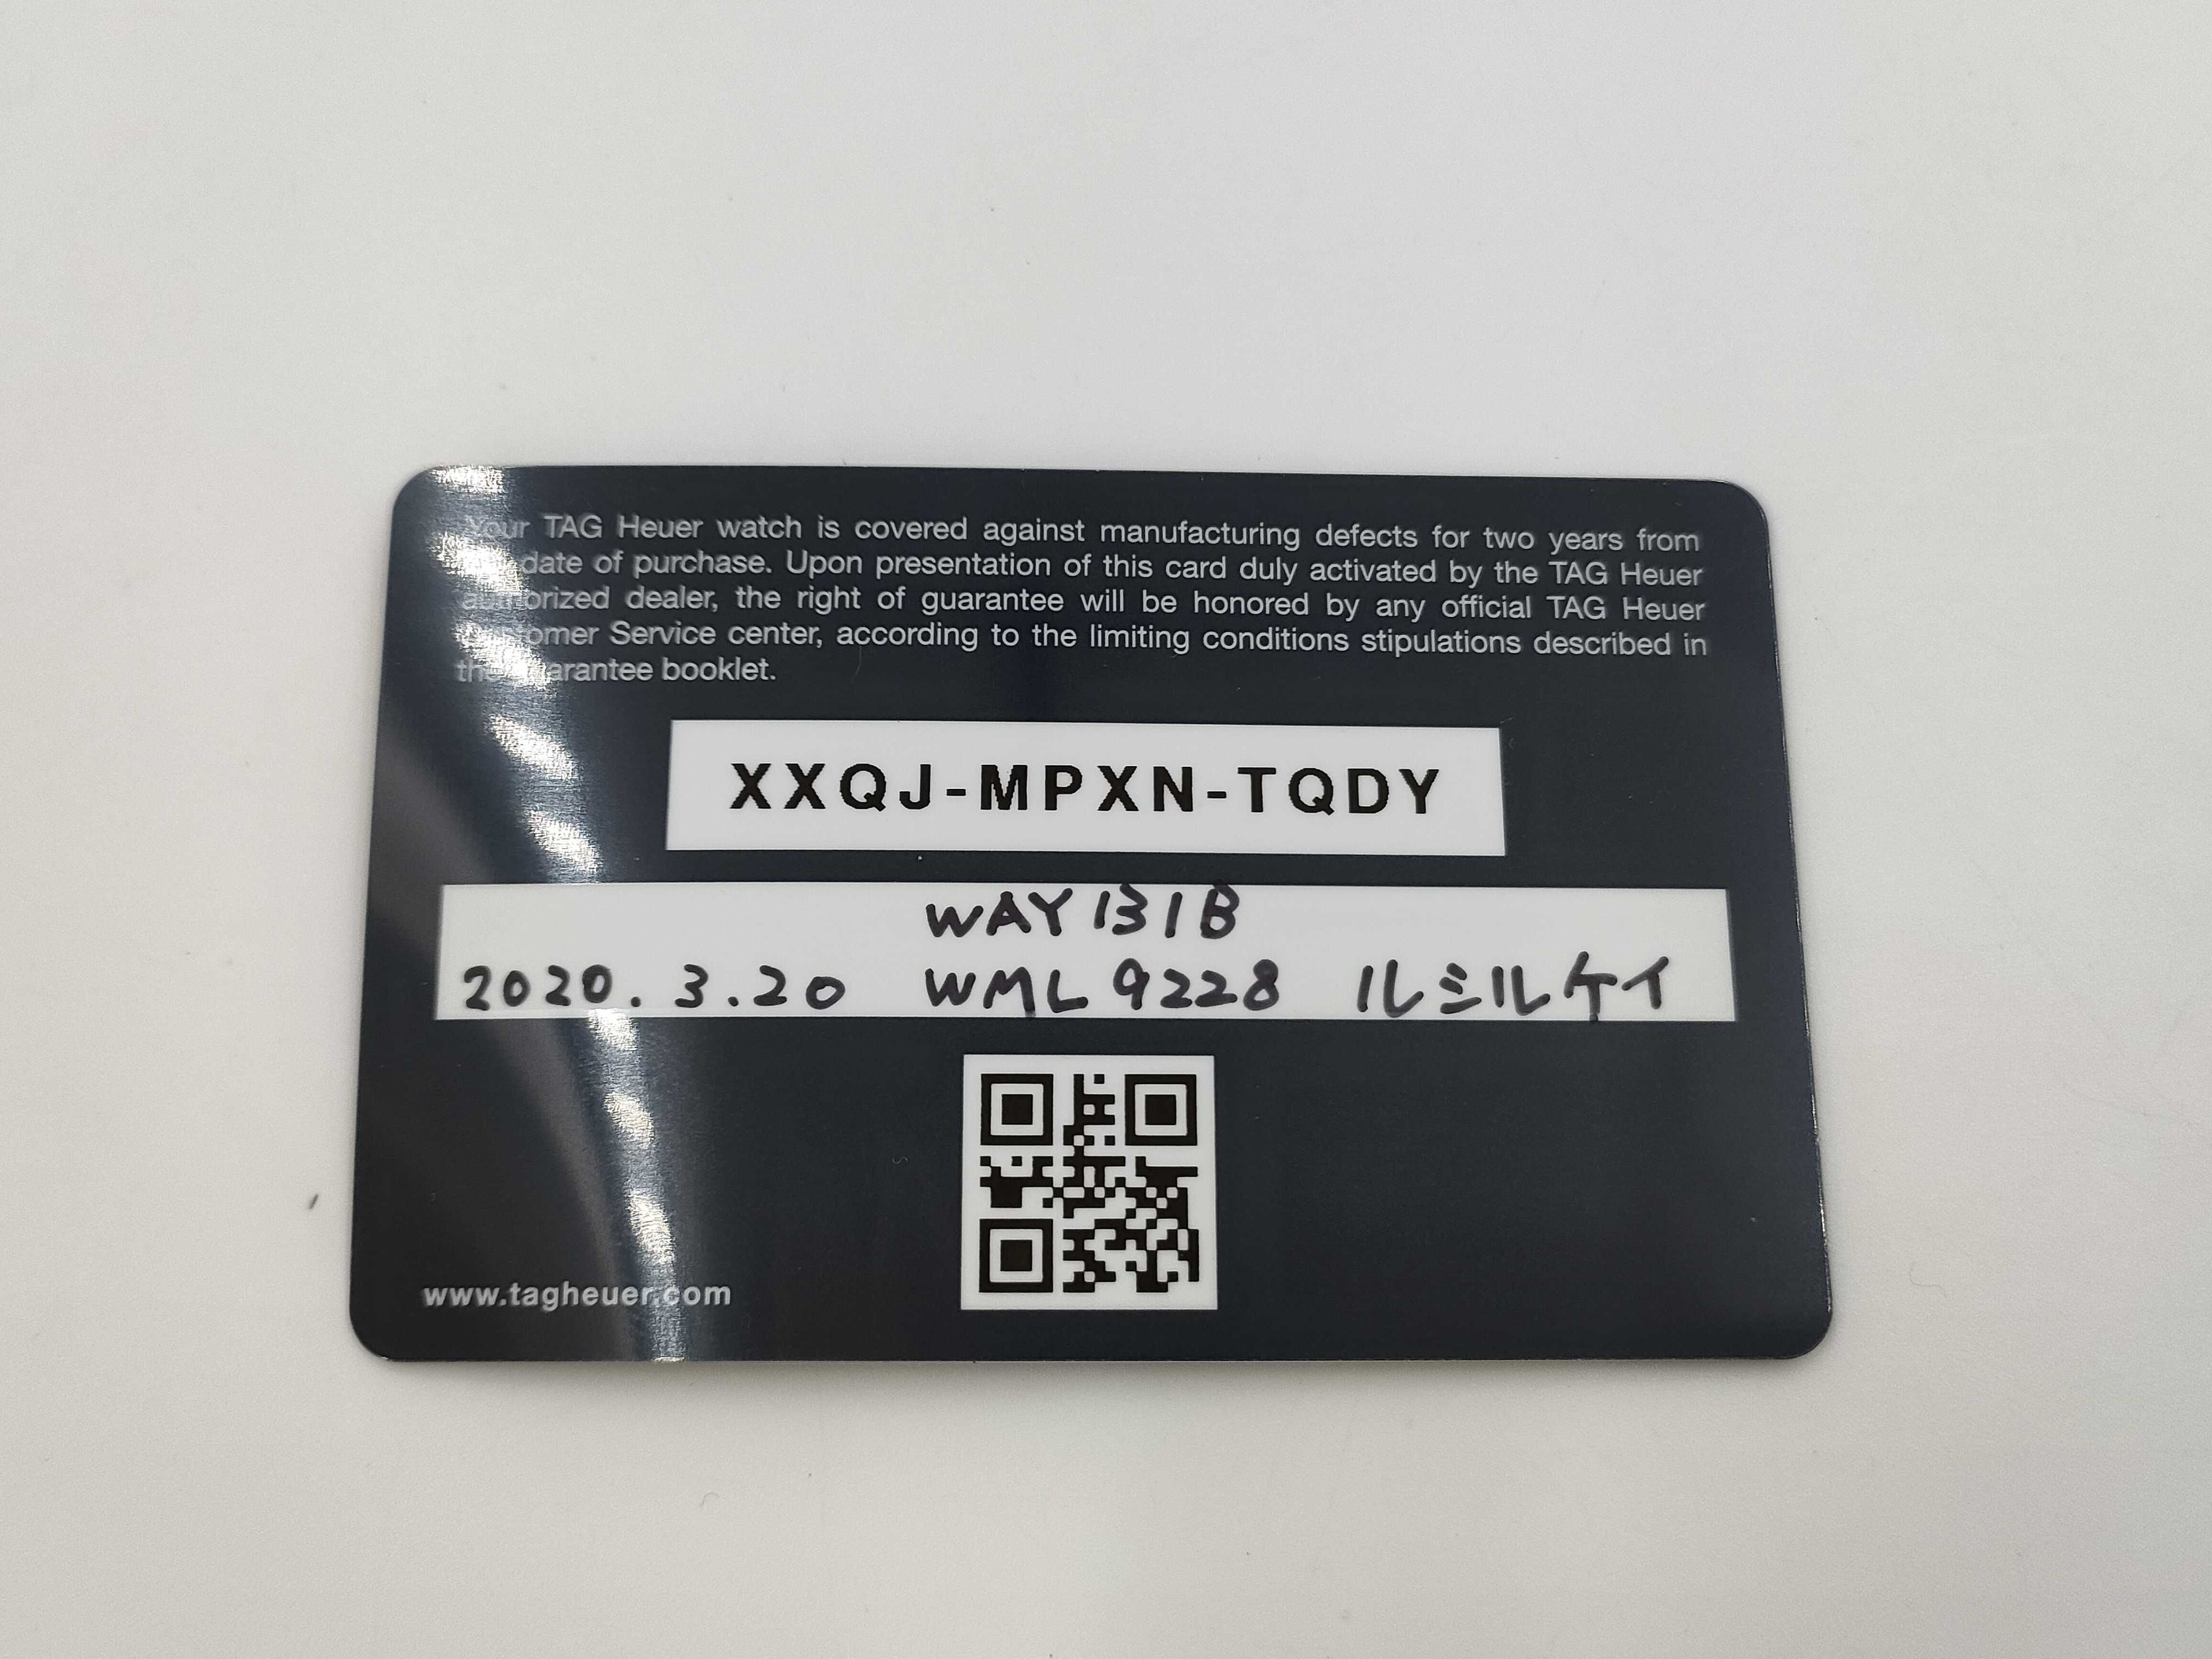 Your TAG Heuer watch is covered against manufacturing defects for two years from
the date of purchase. Upon presentation of this card duly activated by the TAG Heuer
authorized dealer, the right of guarantee will be honored by any official TAG Heuer
Customer Service center, according to the limiting conditions stipulations described in
the guarantee booklet.
XXQJ-MPXN-TQDY
WAY131B
2020.3.20 WML9228 ルミルケイ
www.tagheuer.com